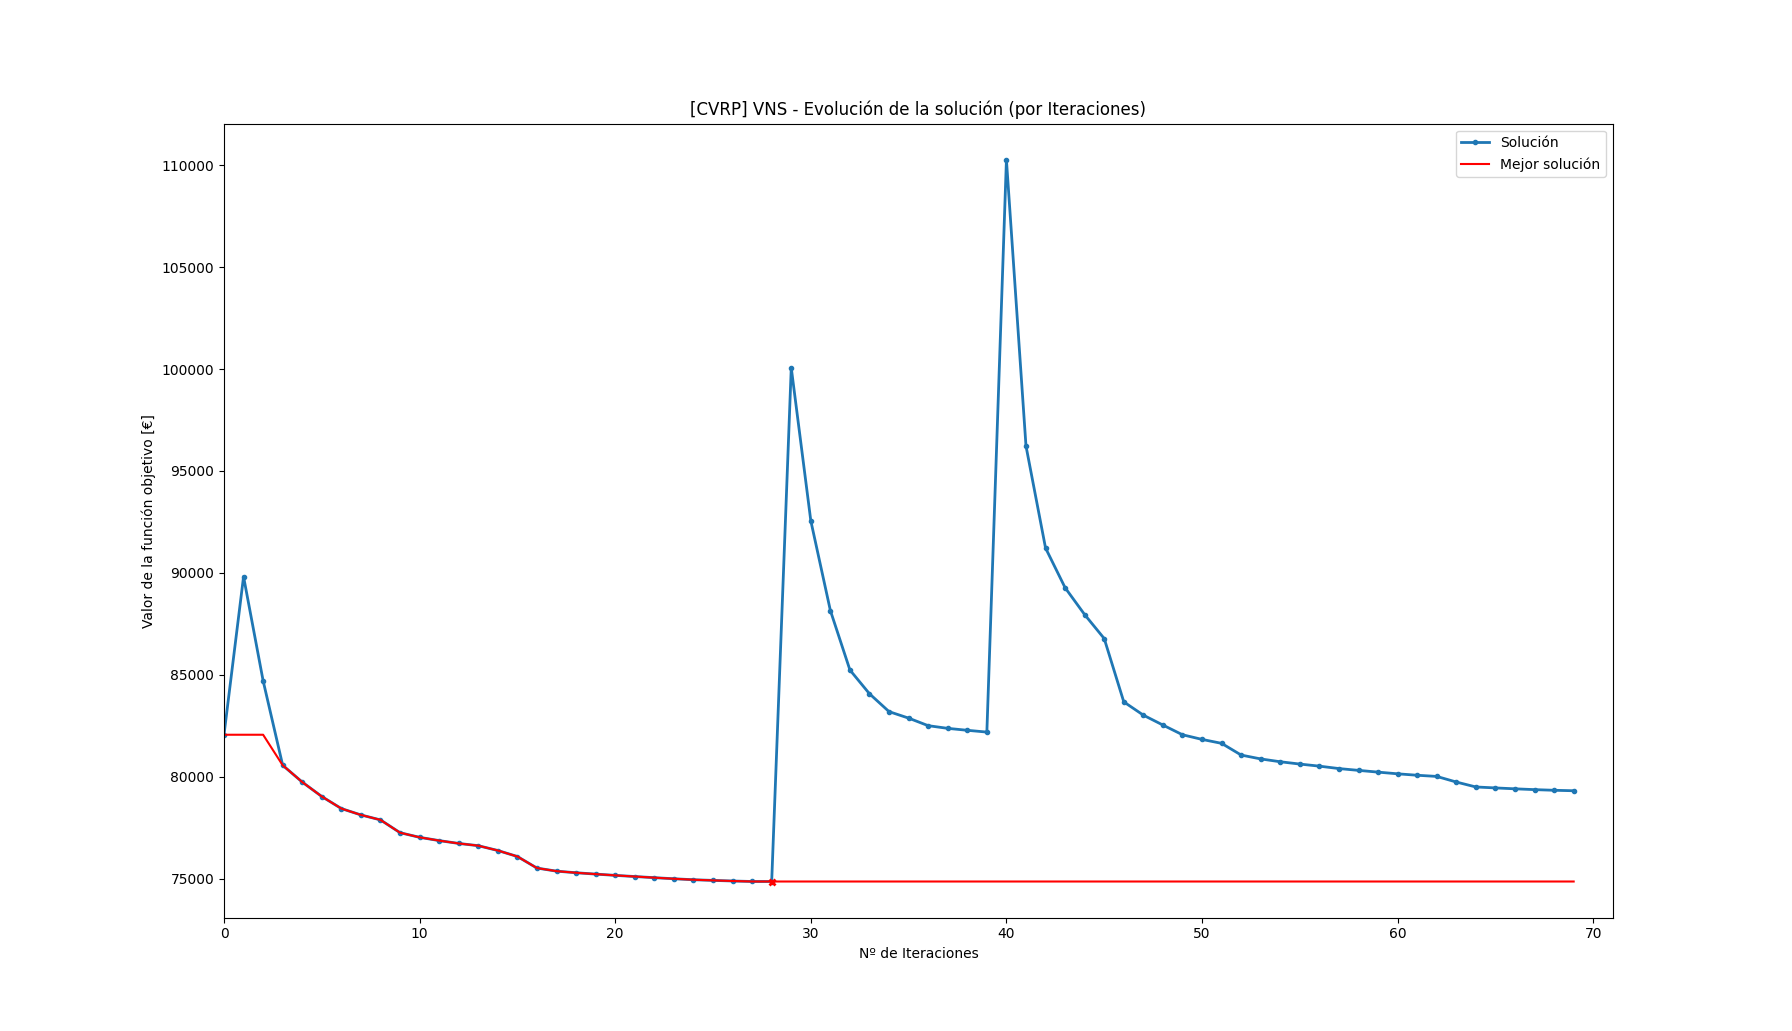 [CVRP] VNS - Evolución de la solución (por Iteraciones)
Solución
Mejor solución
110000
105000
100000
95000
90000
85000
80000
75000
Valor de la función objetivo [€]
0 10 20 30 40 50 60 70
Nº de Iteraciones